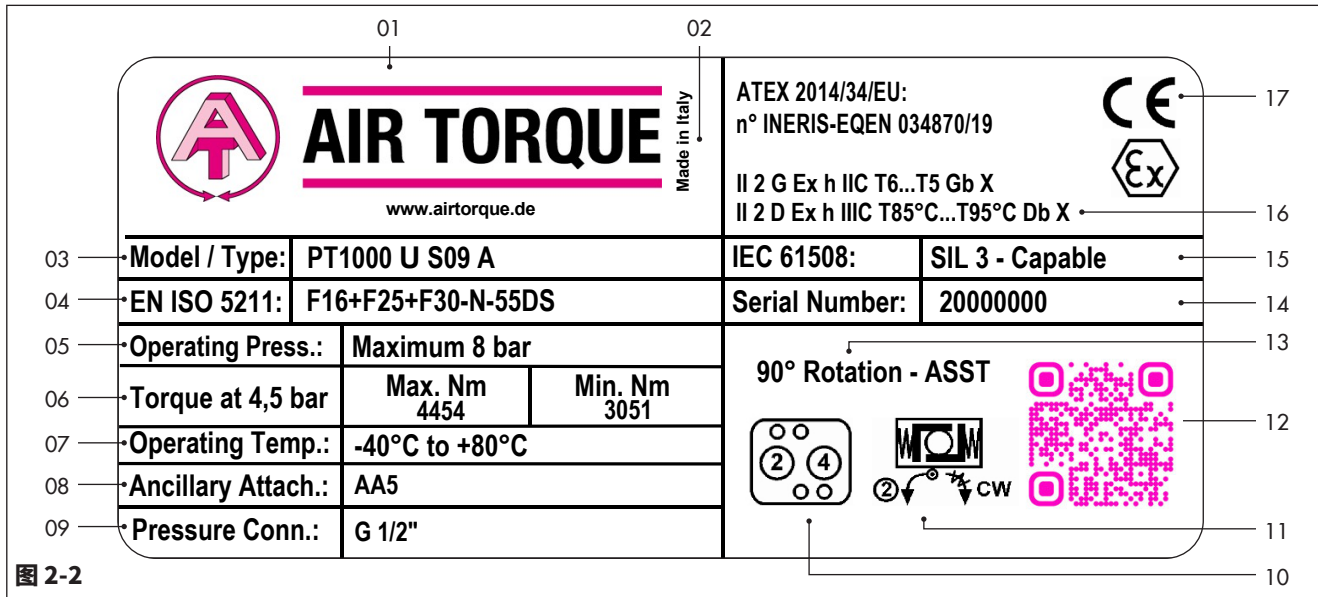 01
02
AT
AIR TORQUE
Made in Italy
www.airtorque.de
ATEX 2014/34/EU:
n° INERIS-EQEN 034870/19
II 2 G Ex h IIC T6...T5 Gb X
II 2 D Ex h IIIC T85°C...T95°C Db X
CE
Ex
17
16
03
Model / Type: PT1000 U S09 A
IEC 61508: SIL 3 - Capable
15
04
EN ISO 5211: F16+F25+F30-N-55DS
Serial Number: 20000000
14
05
Operating Press.: Maximum 8 bar
06
Torque at 4,5 bar
Max. Nm
4454
Min. Nm
3051
07
Operating Temp.: -40°C to +80°C
08
Ancillary Attach.: AA5
09
Pressure Conn.: G 1/2"
13
90° Rotation - ASST
2 4
W W
2 CW
12
11
10
图 2-2